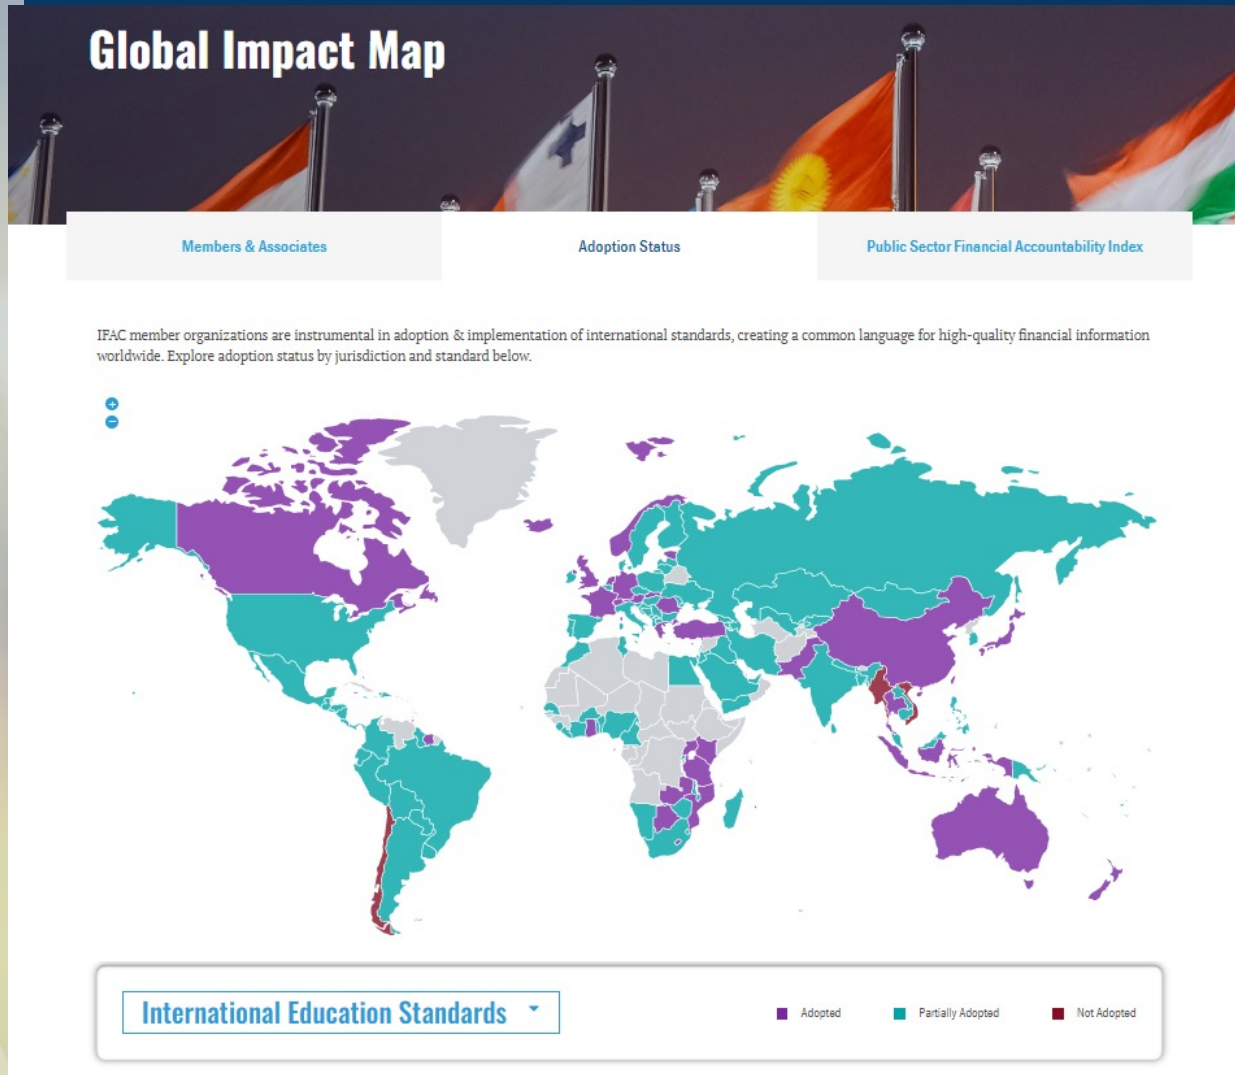 Global Impact Map
Members & Associates
Adoption Status
Public Sector Financial Accountability Index
IFAC member organizations are instrumental in adoption & implementation of international standards, creating a common language for high-quality financial information
worldwide. Explore adoption status by jurisdiction and standard below.
International Education Standards
Adopted
Partially Adopted
Not Adopted